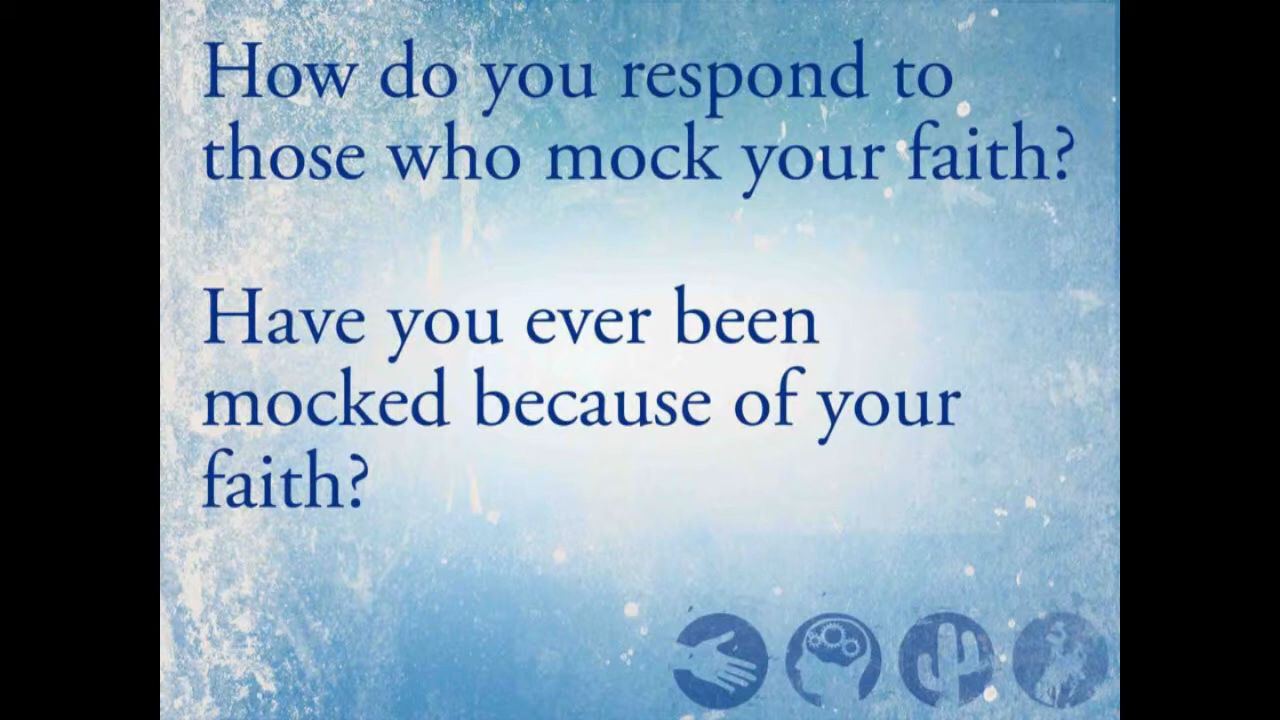 How do you respond to
those who mock your faith?
Have you ever been
mocked because of your
faith?